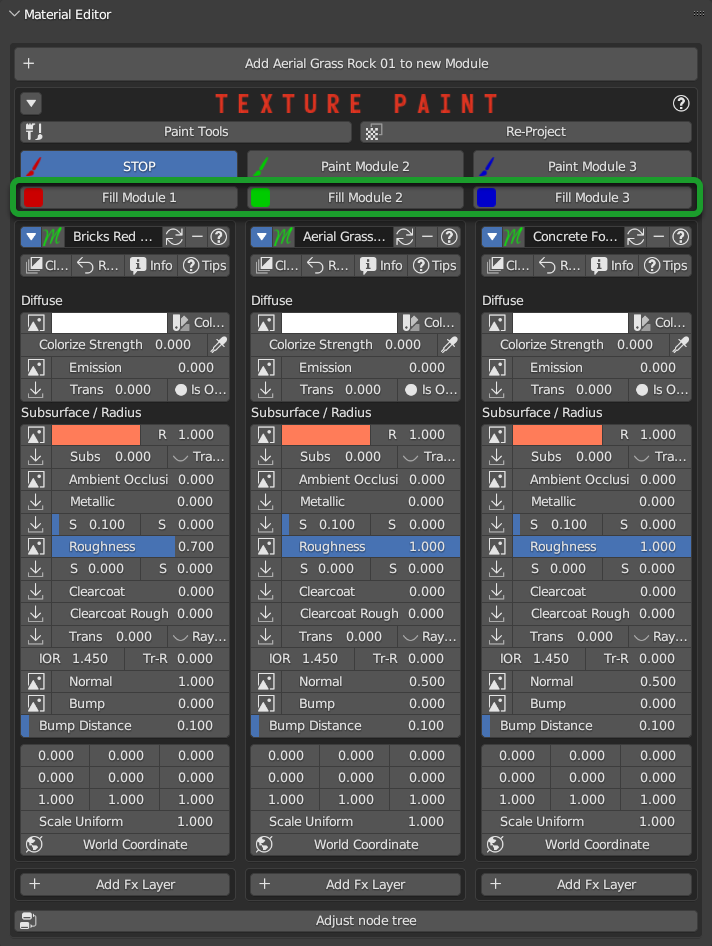 Material Editor
Add Aerial Grass Rock 01 to new Module
TEXTURE PAINT
Paint Tools Re-Project
STOP Paint Module 2 Paint Module 3
Fill Module 1 Fill Module 2 Fill Module 3
Bricks Red ... Aerial Grass... Concrete Fo...
Cl... R... Info Tips Cl... R... Info Tips Cl... R... Info Tips
Diffuse Diffuse Diffuse
Col... Col... Col...
Colorize Strength 0.000 Colorize Strength 0.000 Colorize Strength 0.000
Emission 0.000 Emission 0.000 Emission 0.000
Trans 0.000 Is O... Trans 0.000 Is O... Trans 0.000 Is O...
Subsurface / Radius Subsurface / Radius Subsurface / Radius
R 1.000 R 1.000 R 1.000
Subs 0.000 Tra... Subs 0.000 Tra... Subs 0.000 Tra...
Ambient Occlusi 0.000 Ambient Occlusi 0.000 Ambient Occlusi 0.000
Metallic 0.000 Metallic 0.000 Metallic 0.000
S 0.100 S 0.000 S 0.100 S 0.000 S 0.100 S 0.000
Roughness 0.700 Roughness 1.000 Roughness 1.000
S 0.000 S 0.000 S 0.000 S 0.000 S 0.000 S 0.000
Clearcoat 0.000 Clearcoat 0.000 Clearcoat 0.000
Clearcoat Rough 0.000 Clearcoat Rough 0.000 Clearcoat Rough 0.000
Trans 0.000 Ray... Trans 0.000 Ray... Trans 0.000 Ray...
IOR 1.450 Tr-R 0.000 IOR 1.450 Tr-R 0.000 IOR 1.450 Tr-R 0.000
Normal 1.000 Normal 0.500 Normal 0.500
Bump 0.000 Bump 0.000 Bump 0.000
Bump Distance 0.100 Bump Distance 0.100 Bump Distance 0.100
0.000 0.000 0.000 0.000 0.000 0.000 0.000 0.000 0.000
0.000 0.000 0.000 0.000 0.000 0.000 0.000 0.000 0.000
1.000 1.000 1.000 1.000 1.000 1.000 1.000 1.000 1.000
Scale Uniform 1.000 Scale Uniform 1.000 Scale Uniform 1.000
World Coordinate World Coordinate World Coordinate
Add Fx Layer Add Fx Layer Add Fx Layer
Adjust node tree